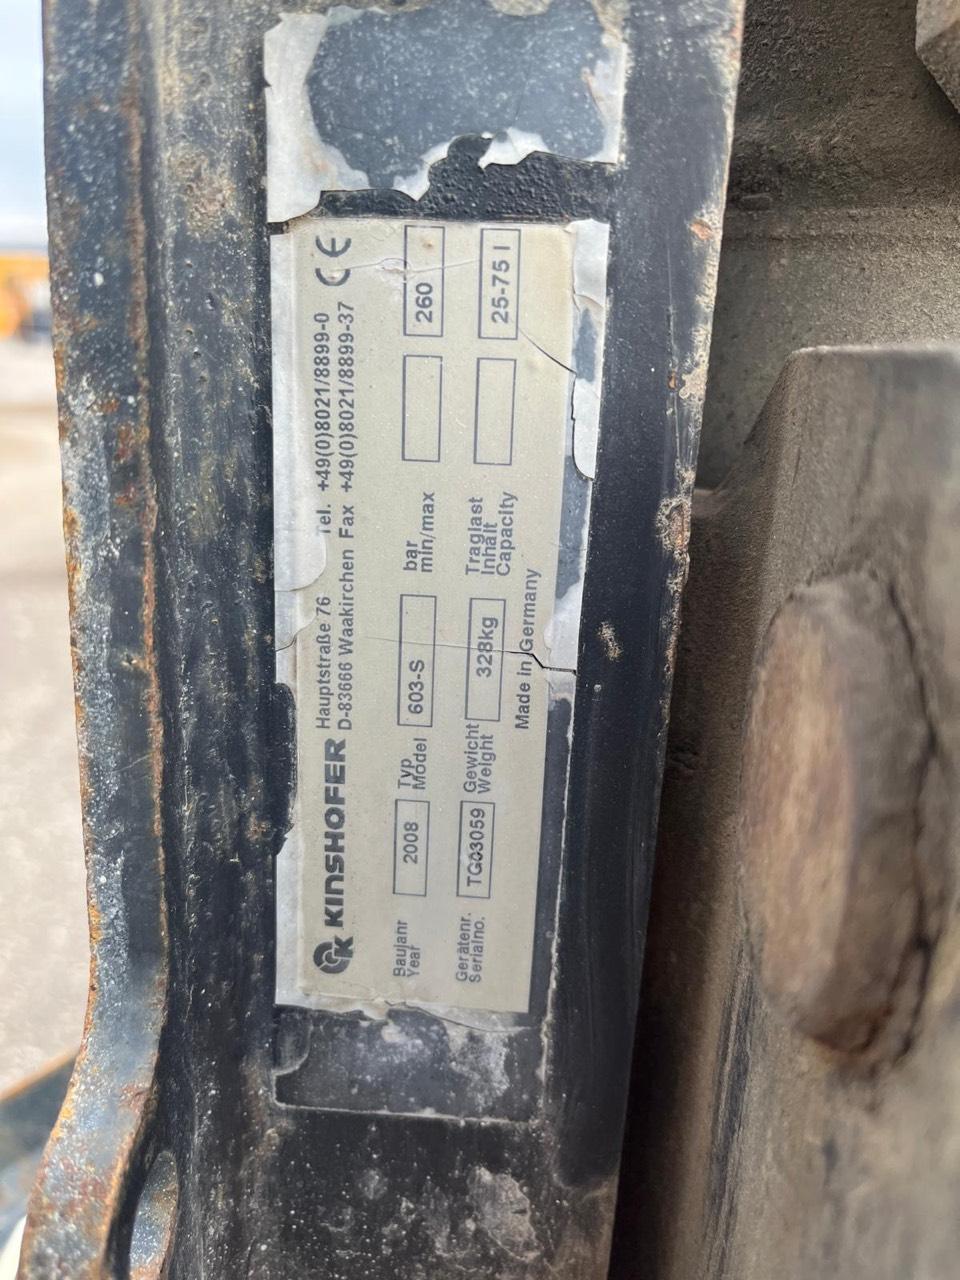 KINSHOFER
Hauptstraße 76 Tel. +49(0)8021/8899-0
D-83666 Waakirchen Fax +49(0)8021/8899-37
CE
Baujahr
Year
2008
Typ
Model
603-S
bar
min/max
260
Gerätenr.
Serialno.
TG03059
Gewicht
Weight
328kg
Traglast
Inhalt
Capacity
25-75 l
Made in Germany